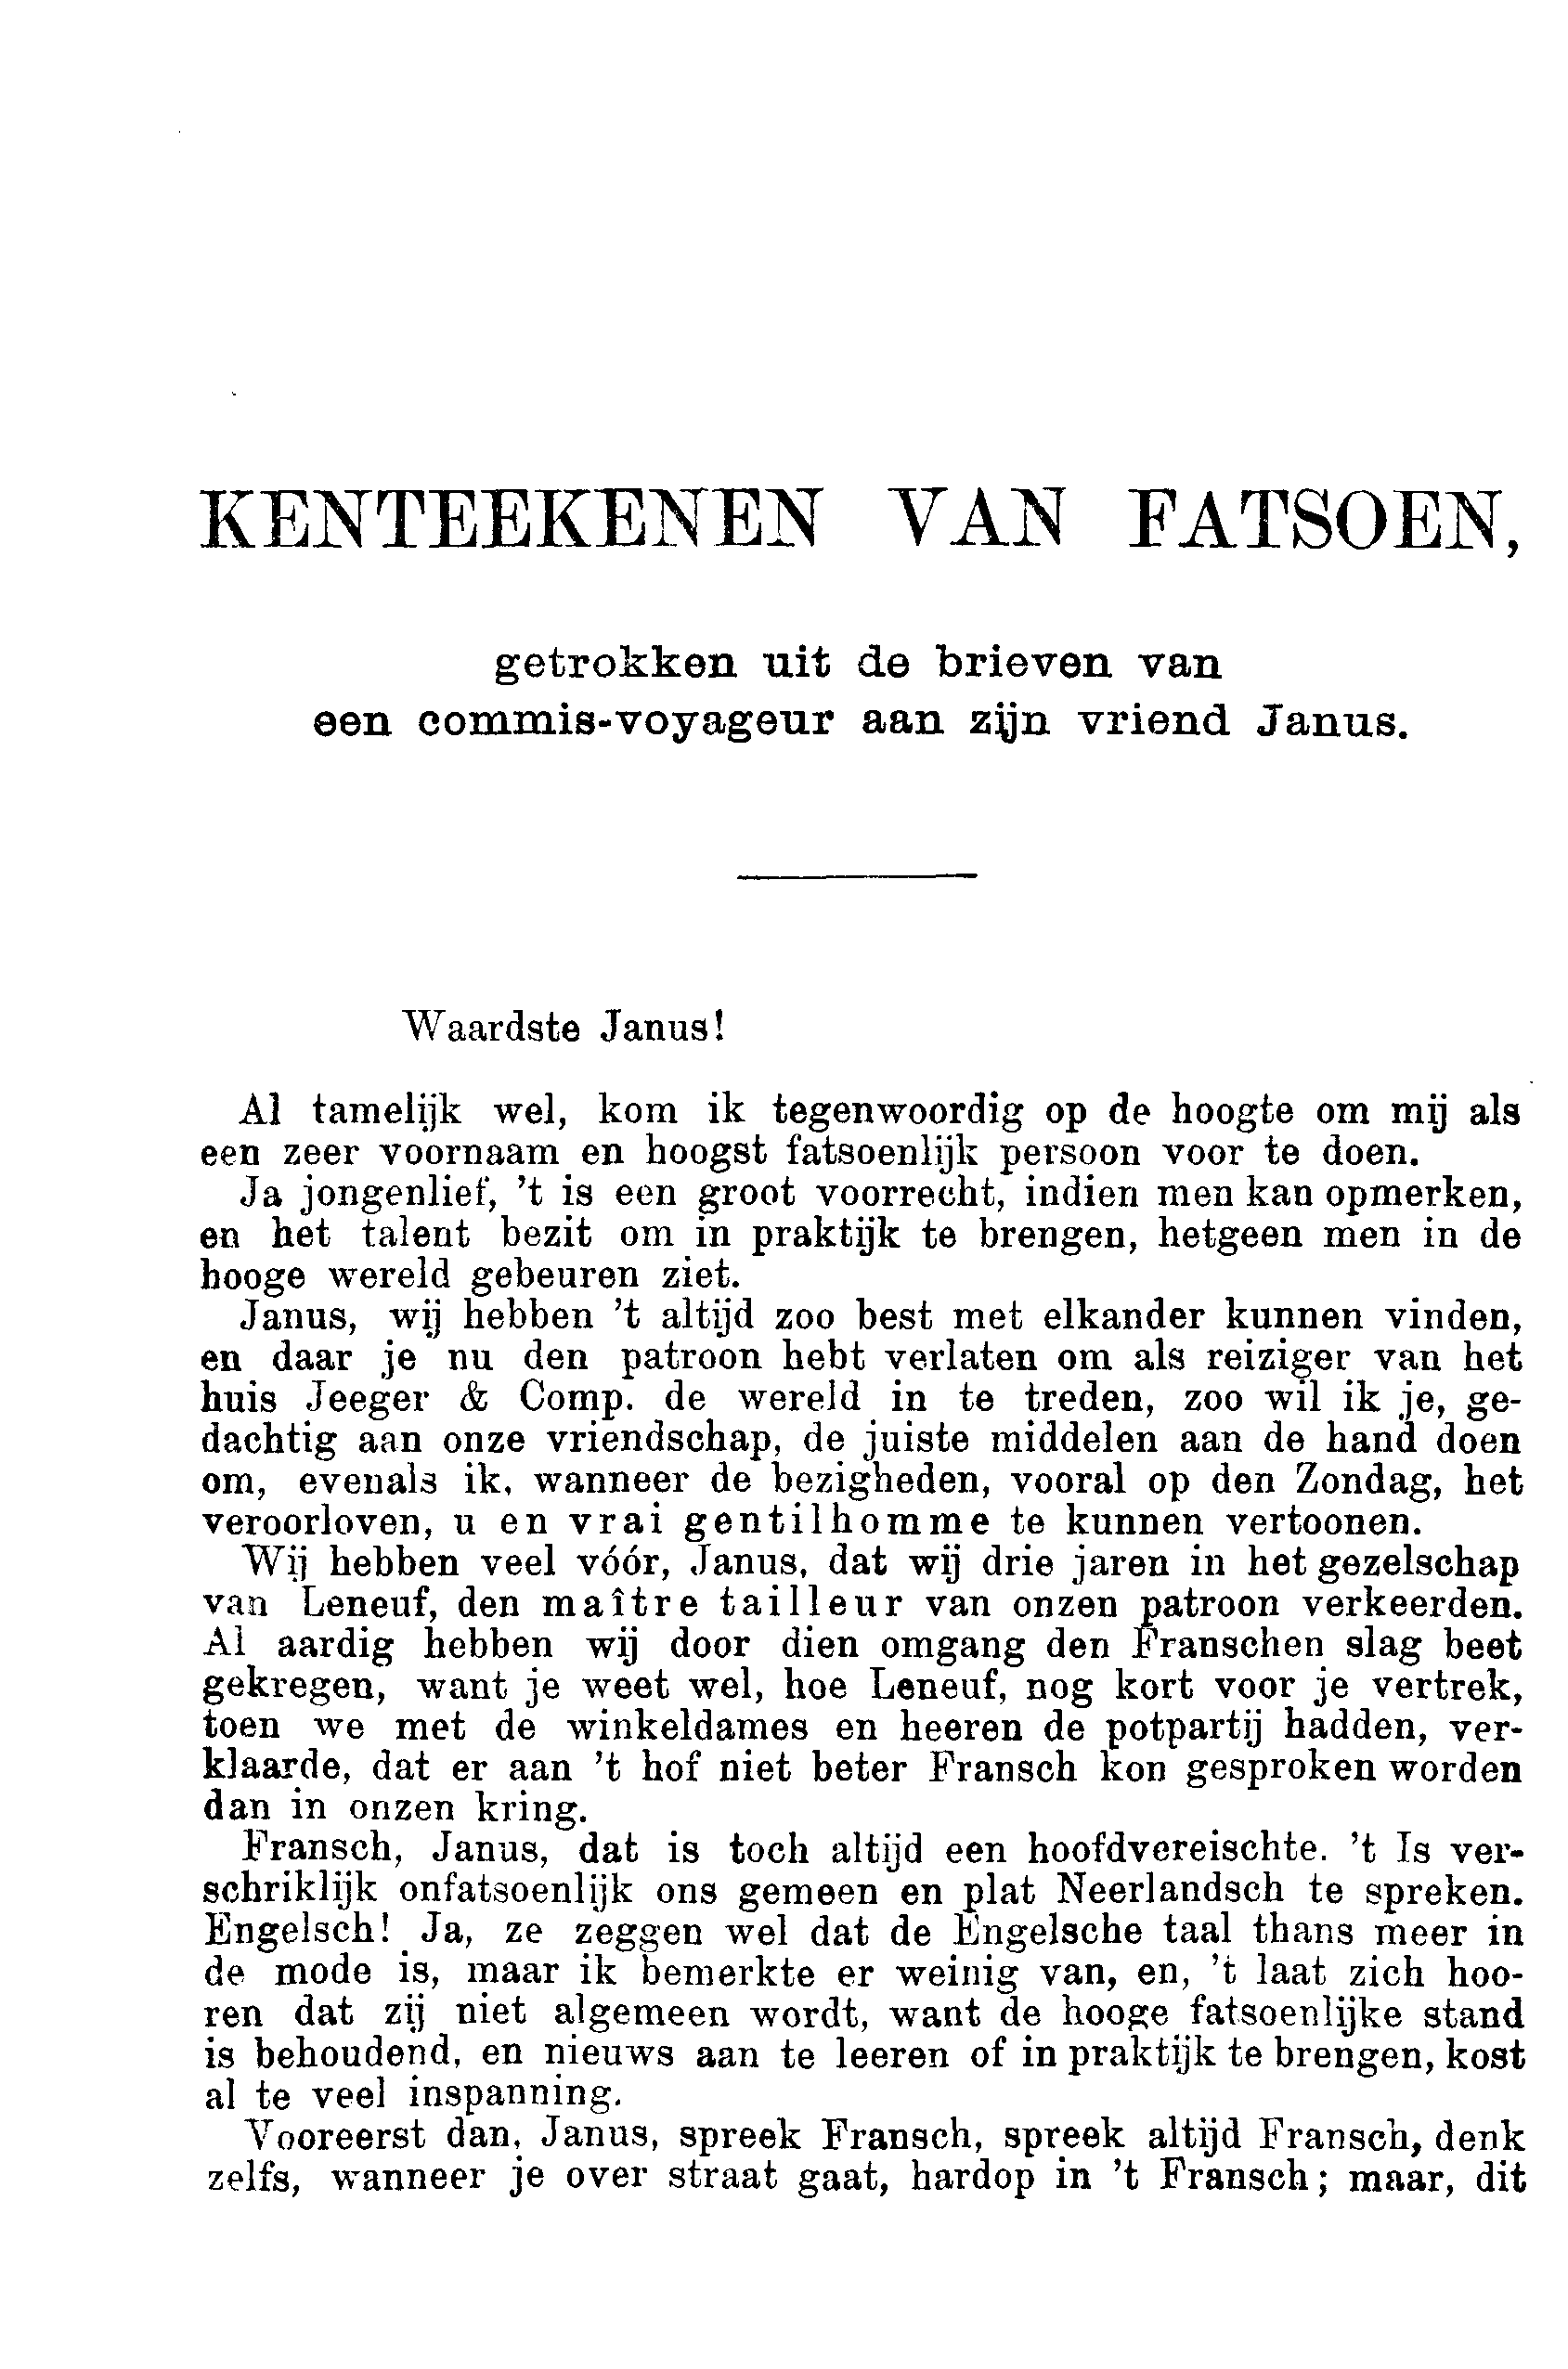 KENTEEKENEN VAN FATSOEN,
getrokken uit de brieven van
een commis-voyageur aan zijn vriend Janus.
Waardste Janus!
Al tamelijk wel, kom ik tegenwoordig op de hoogte om mij als
een zeer voornaam en hoogst fatsoenlijk persoon voor te doen.
Ja jongenlief, 't is een groot voorrecht, indien men kan opmerken,
en het talent bezit om in praktijk te brengen, hetgeen men in de
hooge wereld gebeuren ziet.
Janus, wij hebben 't altijd zoo best met elkander kunnen vinden,
en daar je nu den patroon hebt verlaten om als reiziger van het
huis Jeeger & Comp. de wereld in te treden, zoo wil ik je, ge-
dachtig aan onze vriendschap, de juiste middelen aan de hand doen
om, evenals ik, wanneer de bezigheden, vooral op den Zondag, het
veroorloven, u en vrai gentilhomme te kunnen vertoonen.
Wij hebben veel vóór, Janus, dat wij drie jaren in het gezelschap
van Leneuf, den maître tailleur van onzen patroon verkeerden.
Al aardig hebben wij door dien omgang den Franschen slag beet
gekregen, want je weet wel, hoe Leneuf, nog kort voor je vertrek,
toen we met de winkeldames en heeren de potpartij hadden, ver-
klaarde, dat er aan 't hof niet beter Fransch kon gesproken worden
dan in onzen kring.
Fransch, Janus, dat is toch altijd een hoofdvereischte. 't Is ver-
schriklijk onfatsoenlijk ons gemeen en plat Neerlandsch te spreken.
Engelsch! Ja, ze zeggen wel dat de Engelsche taal thans meer in
de mode is, maar ik bemerkte er weinig van, en, 't laat zich hoo-
ren dat zij niet algemeen wordt, want de hooge fatsoenlijke stand
is behoudend, en nieuws aan te leeren of in praktijk te brengen, kost
al te veel inspanning.
Vooreerst dan, Janus, spreek Fransch, spreek altijd Fransch, denk
zelfs, wanneer je over straat gaat, hardop in 't Fransch; maar, dit